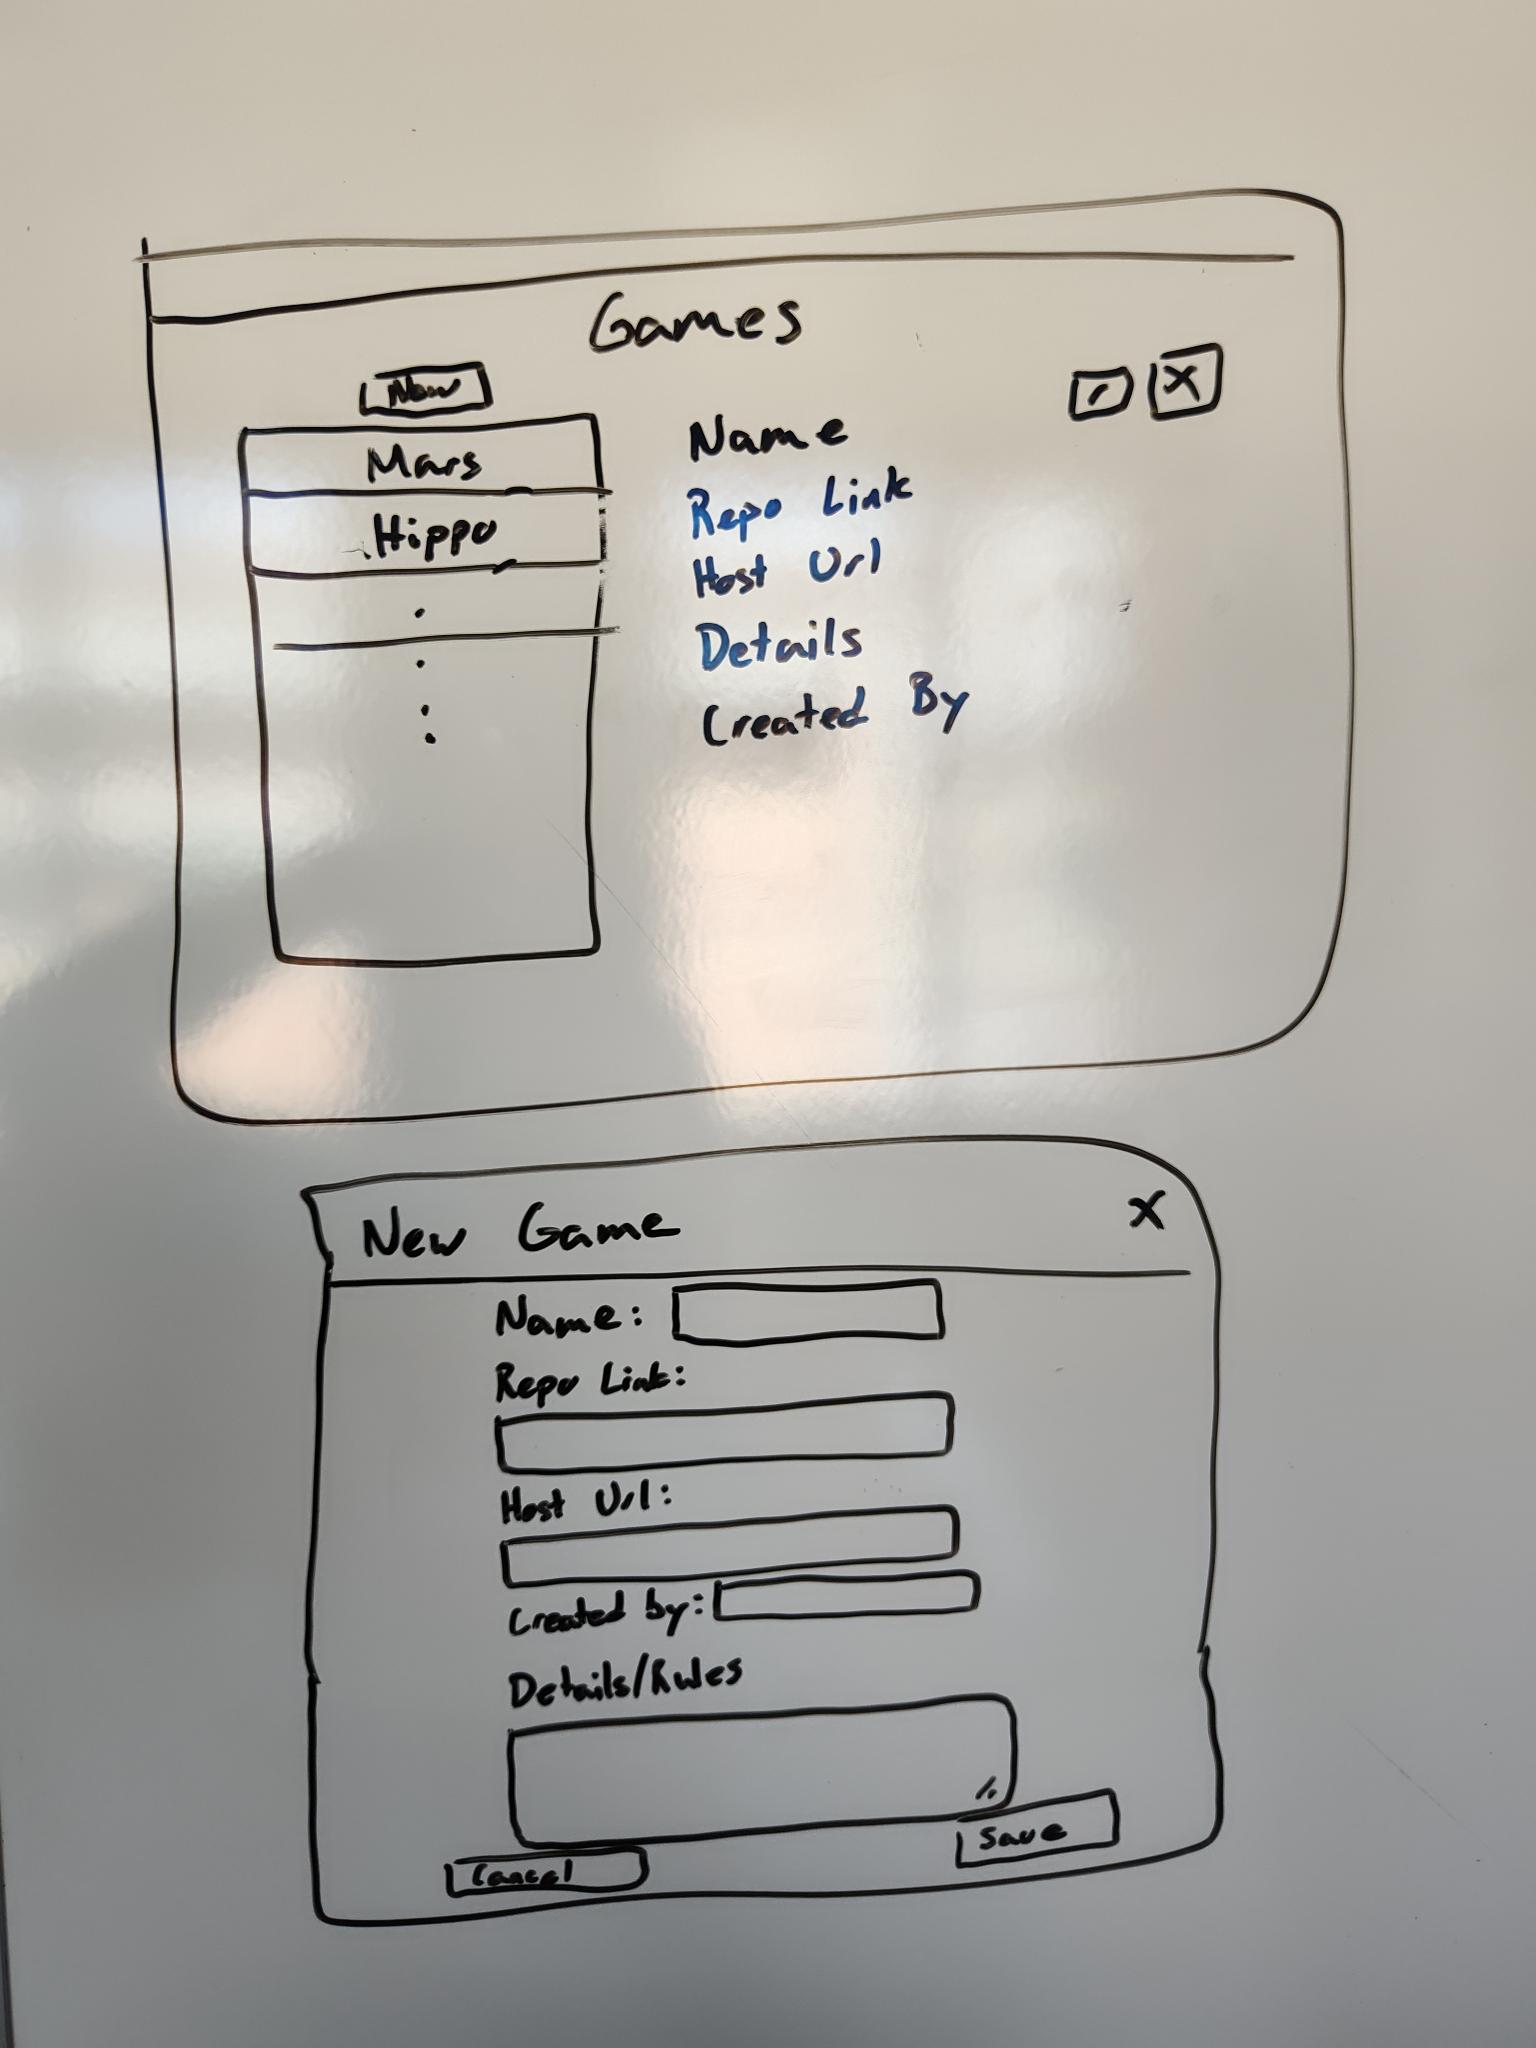 Games
New
X
Mars
Hippo
Name
Repo Link
Host Url
Details
Created By
New Game X
Name:
Repo Link:
Host Url:
Created by:
Details/Rules
Save
Cancel